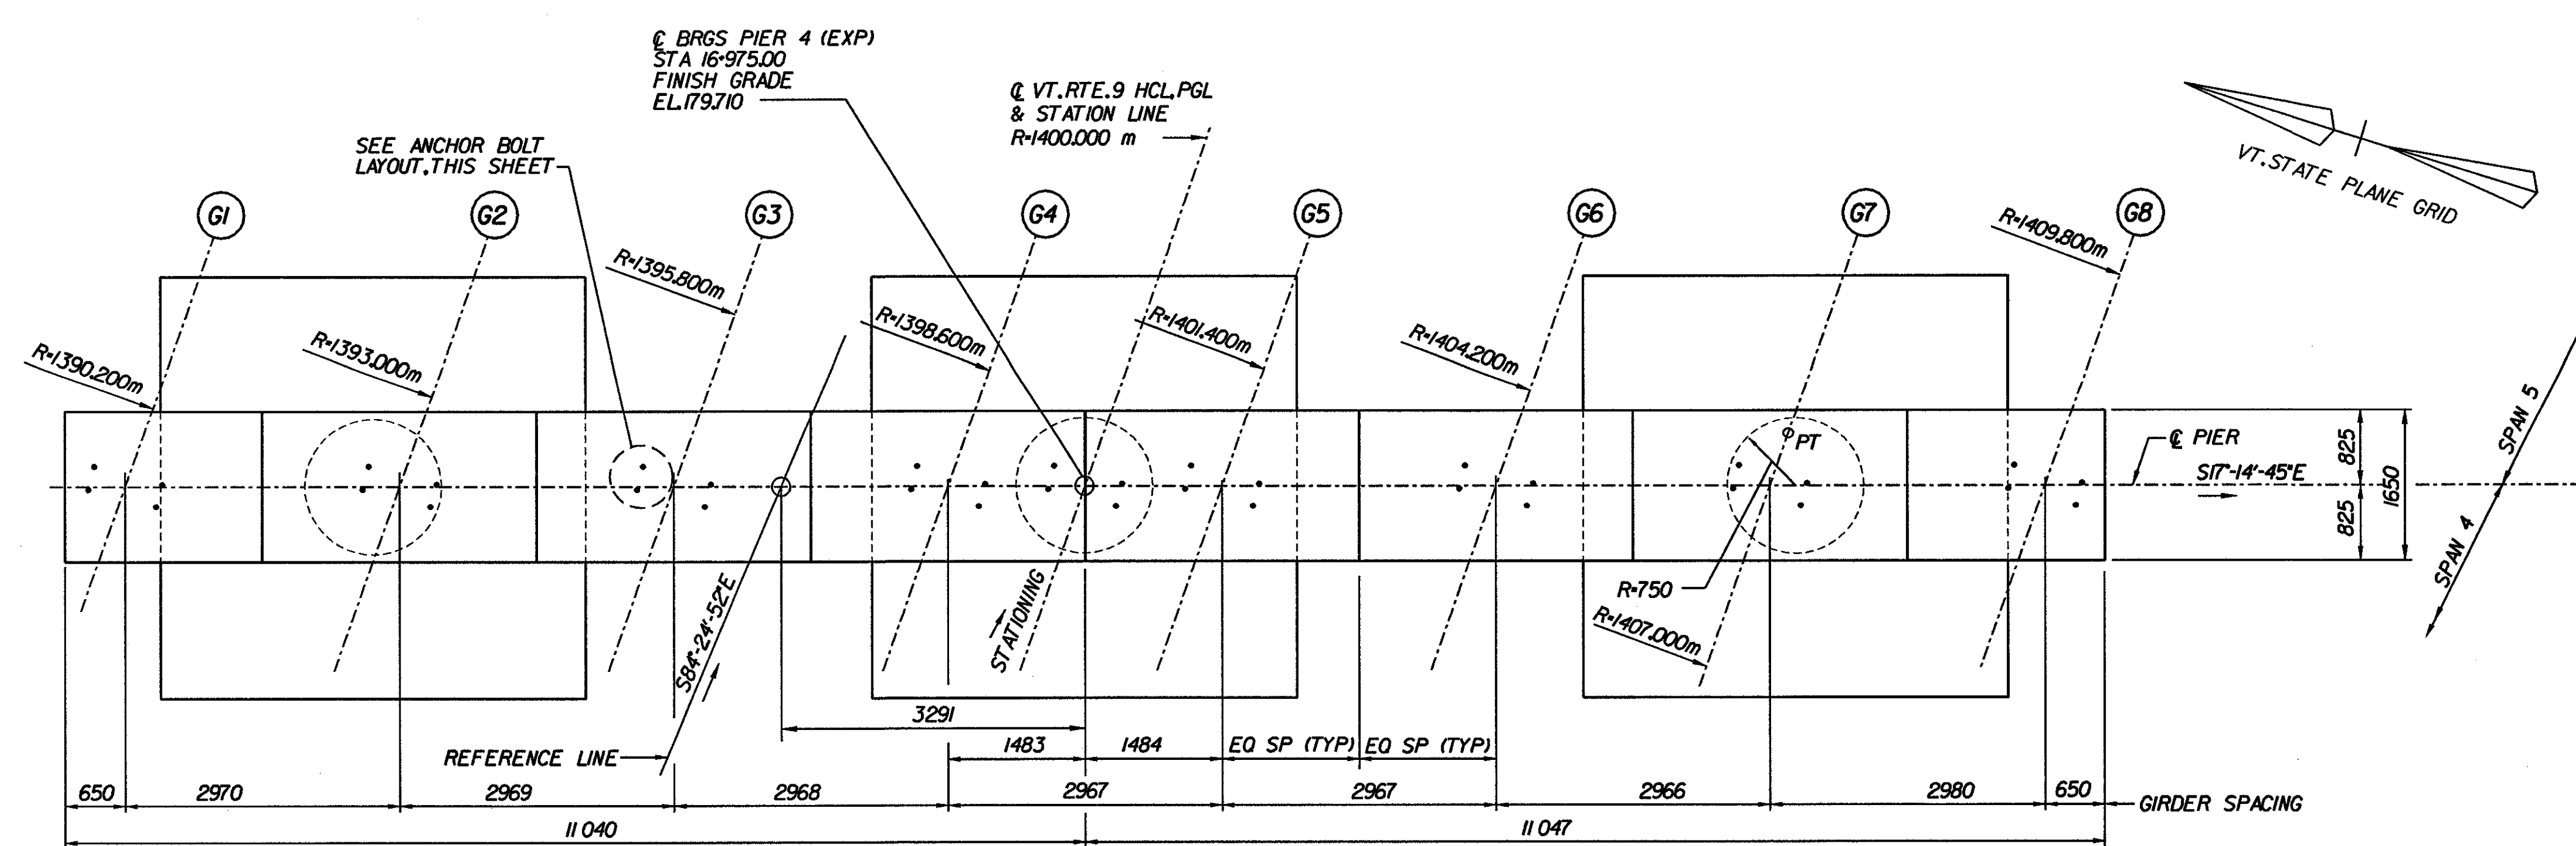 ℄ BRGS PIER 4 (EXP)
STA 16+975.00
FINISH GRADE
EL.179.710
℄ VT.RTE.9 HCL,PGL
& STATION LINE
R=1400.000 m
SEE ANCHOR BOLT
LAYOUT, THIS SHEET
VT. STATE PLANE GRID
G1
G2
G3
G4
G5
G6
G7
G8
R=1390.200m
R=1393.000m
R=1395.800m
R=1398.600m
R=1401.400m
R=1404.200m
R=1409.800m
Φ PT
℄ PIER
S17°-14'-45"E
825
825
1650
SPAN 5
SPAN 4
R=750
R=1407.000m
S84°-24'-52"E
STATIONING
REFERENCE LINE
3291
1483
1484
EQ SP (TYP)
EQ SP (TYP)
650
2970
2969
2968
2967
2967
2966
2980
650
GIRDER SPACING
11 040
11 047